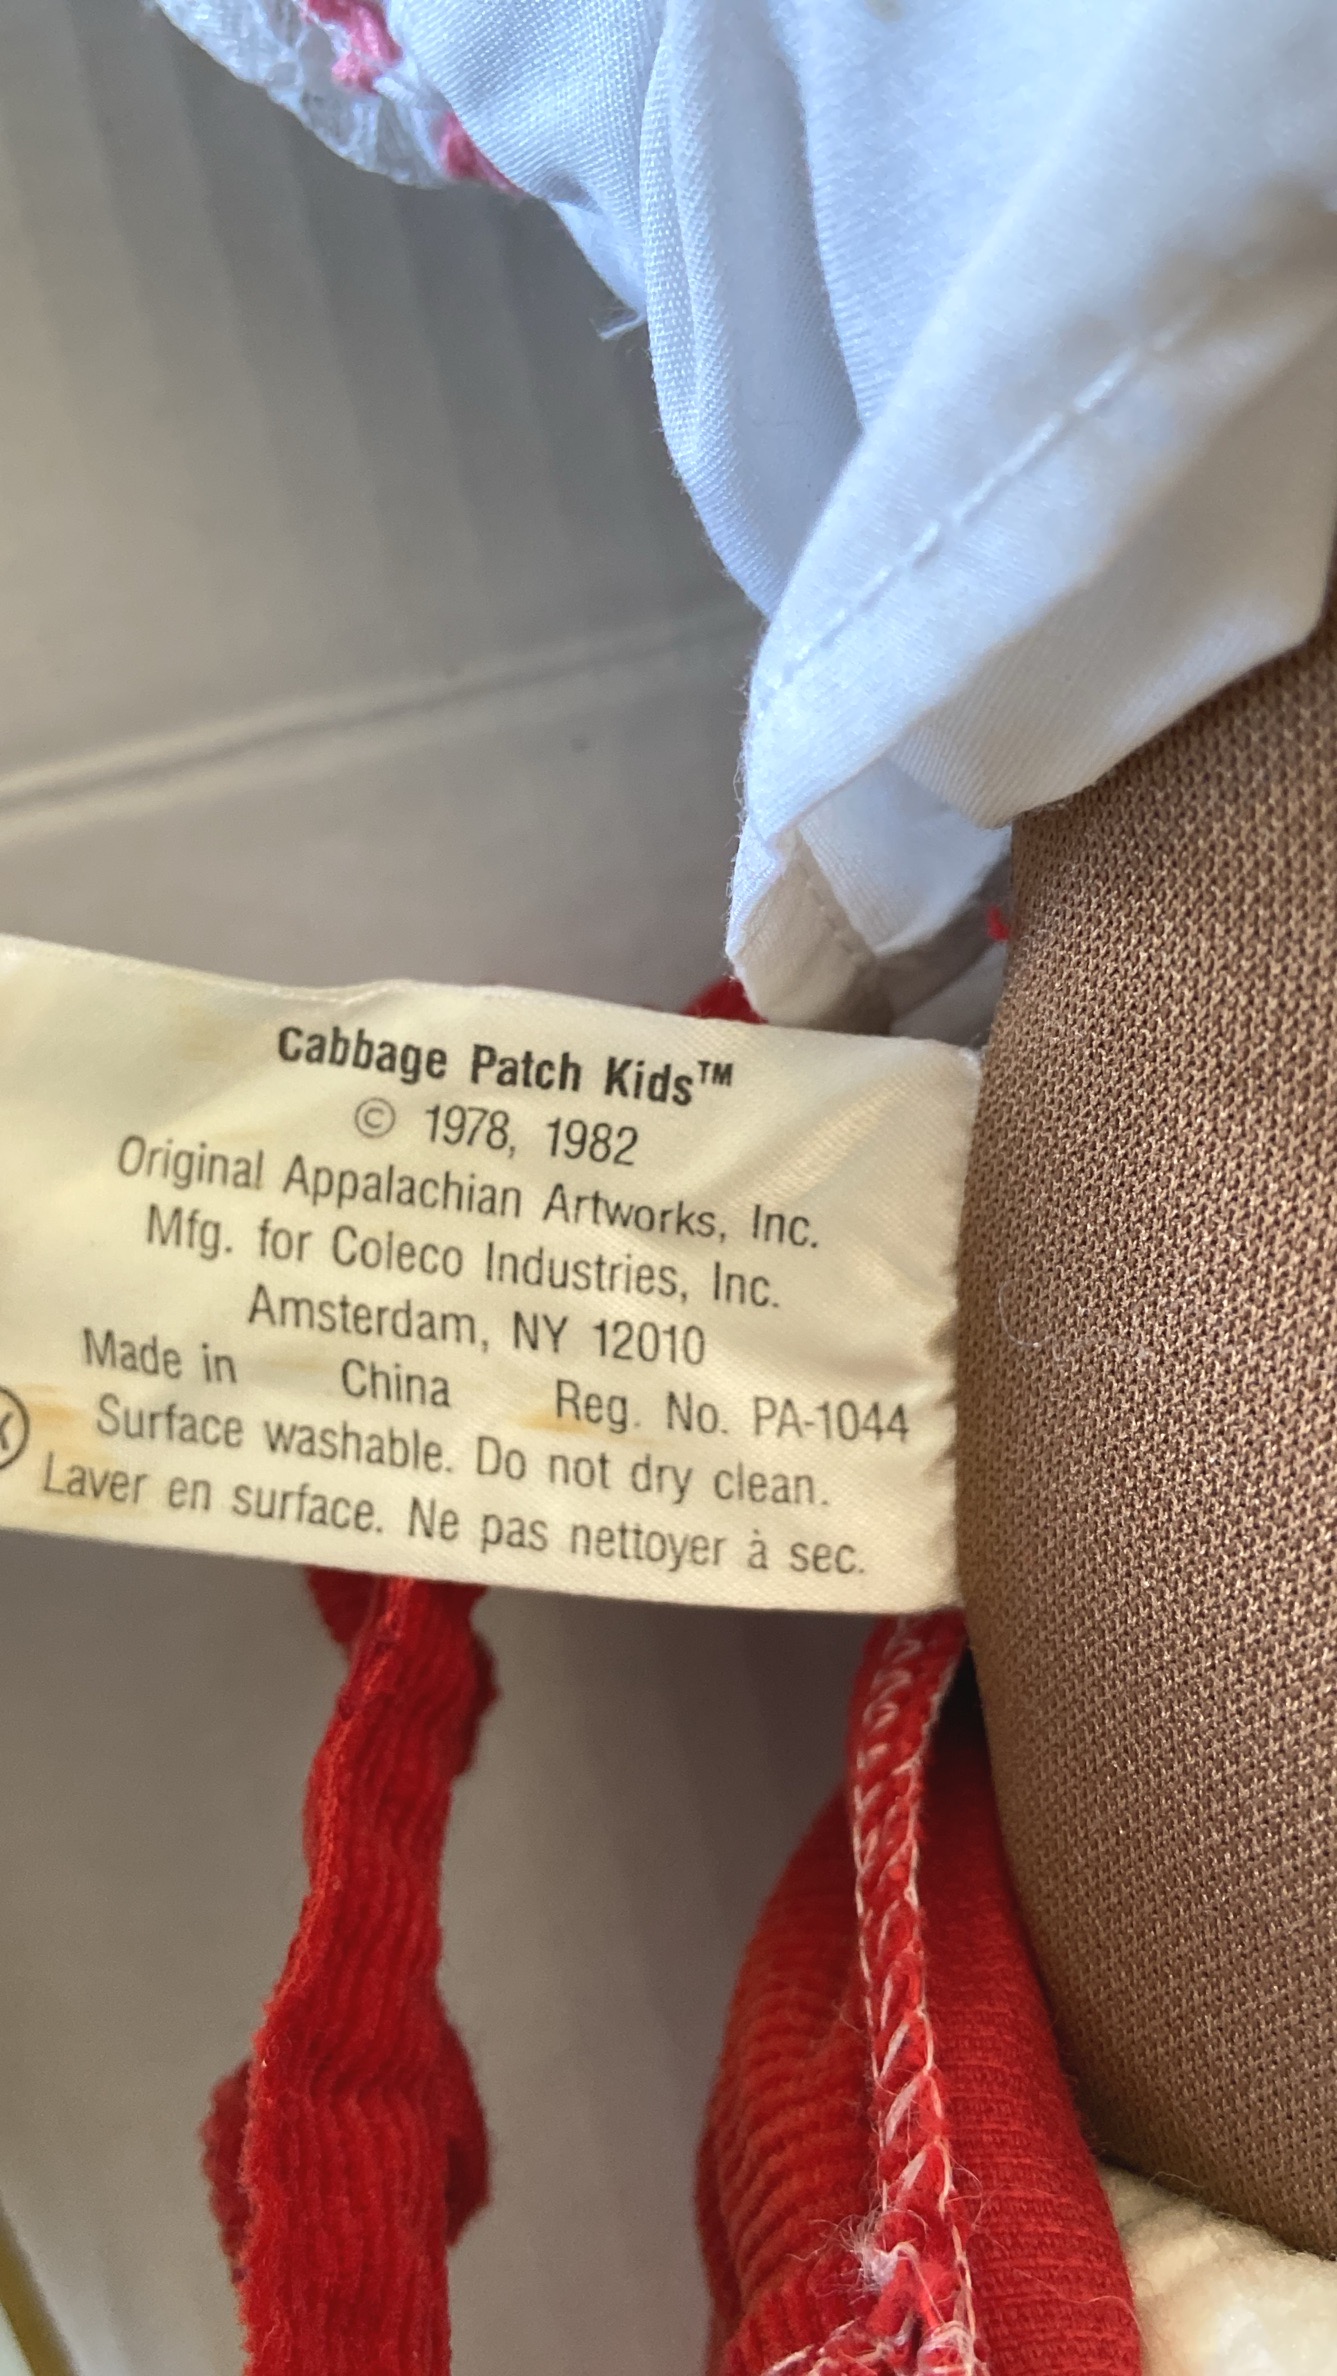 Cabbage Patch Kids™
© 1978, 1982
Original Appalachian Artworks, Inc.
Mfg. for Coleco Industries, Inc.
Amsterdam, NY 12010
Made in China Reg. No. PA-1044
Surface washable. Do not dry clean.
Laver en surface. Ne pas nettoyer à sec.